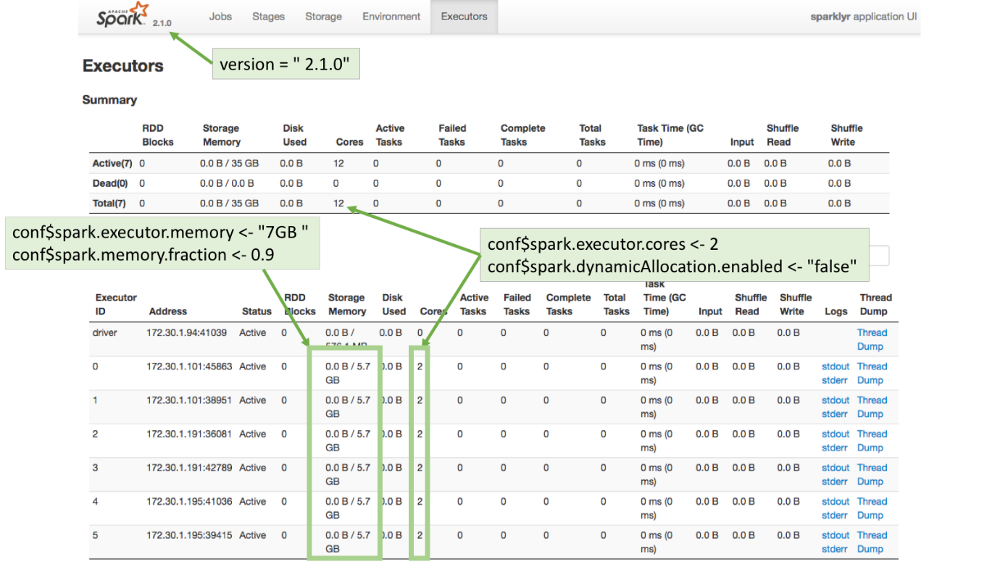 APACHE
Spark 2.1.0 Jobs Stages Storage Environment Executors sparklyr application UI
version = " 2.1.0"
Executors
Summary
RDD Storage Disk Active Failed Complete Total Task Time (GC Shuffle Shuffle
Blocks Memory Used Cores Tasks Tasks Tasks Tasks Time) Input Read Write
Active(7) 0 0.0 B / 35 GB 0.0 B 12 0 0 0 0 0 ms (0 ms) 0.0 B 0.0 B 0.0 B
Dead(0) 0 0.0 B / 0.0 B 0.0 B 0 0 0 0 0 0 ms (0 ms) 0.0 B 0.0 B 0.0 B
Total(7) 0 0.0 B / 35 GB 0.0 B 12 0 0 0 0 0 ms (0 ms) 0.0 B 0.0 B 0.0 B
conf$spark.executor.memory <- "7GB "
conf$spark.memory.fraction <- 0.9
conf$spark.executor.cores <- 2
conf$spark.dynamicAllocation.enabled <- "false"
Task
Executor RDD Storage Disk Active Failed Complete Total Time (GC Shuffle Shuffle Thread
ID Address Status Blocks Memory Used Cores Tasks Tasks Tasks Tasks Time) Input Read Write Logs Dump
driver 172.30.1.94:41039 Active 0 0.0 B / 0.0 B 0 0 0 0 0 0 ms (0 0.0 B 0.0 B 0.0 B Thread
ms) Dump
0 172.30.1.101:45863 Active 0 0.0 B / 5.7 0.0 B 2 0 0 0 0 0 ms (0 0.0 B 0.0 B 0.0 B stdout Thread
GB ms) stderr Dump
1 172.30.1.101:38951 Active 0 0.0 B / 5.7 0.0 B 2 0 0 0 0 0 ms (0 0.0 B 0.0 B 0.0 B stdout Thread
GB ms) stderr Dump
2 172.30.1.191:36081 Active 0 0.0 B / 5.7 0.0 B 2 0 0 0 0 0 ms (0 0.0 B 0.0 B 0.0 B stdout Thread
GB ms) stderr Dump
3 172.30.1.191:42789 Active 0 0.0 B / 5.7 0.0 B 2 0 0 0 0 0 ms (0 0.0 B 0.0 B 0.0 B stdout Thread
GB ms) stderr Dump
4 172.30.1.195:41036 Active 0 0.0 B / 5.7 0.0 B 2 0 0 0 0 0 ms (0 0.0 B 0.0 B 0.0 B stdout Thread
GB ms) stderr Dump
5 172.30.1.195:39415 Active 0 0.0 B / 5.7 0.0 B 2 0 0 0 0 0 ms (0 0.0 B 0.0 B 0.0 B stdout Thread
GB ms) stderr Dump